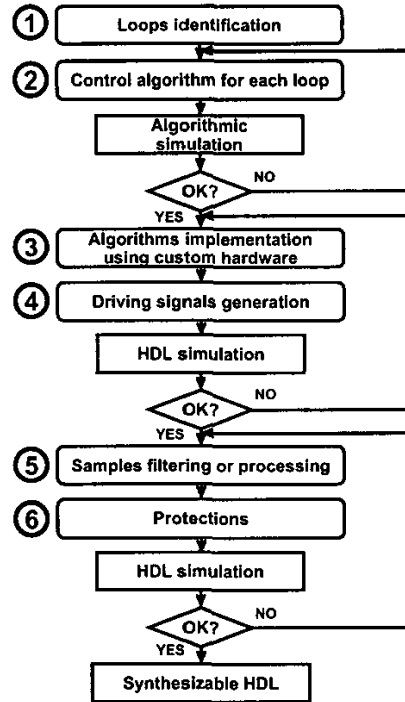 1 Loops identification
2 Control algorithm for each loop
Algorithmic
simulation
OK? NO
YES
3 Algorithms implementation
using custom hardware
4 Driving signals generation
HDL simulation
OK? NO
YES
5 Samples filtering or processing
6 Protections
HDL simulation
OK? NO
YES
Synthesizable HDL